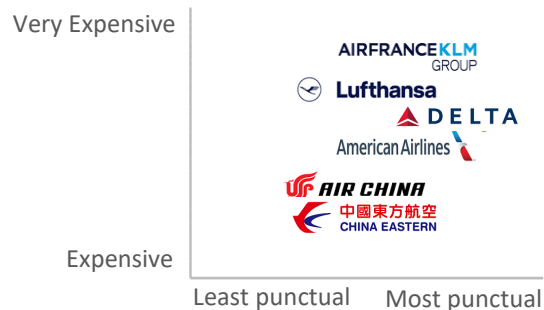 Very Expensive
AIRFRANCEKLM
GROUP
Lufthansa
DELTA
American Airlines
AIR CHINA
中國東方航空
CHINA EASTERN
Expensive
Least punctual
Most punctual